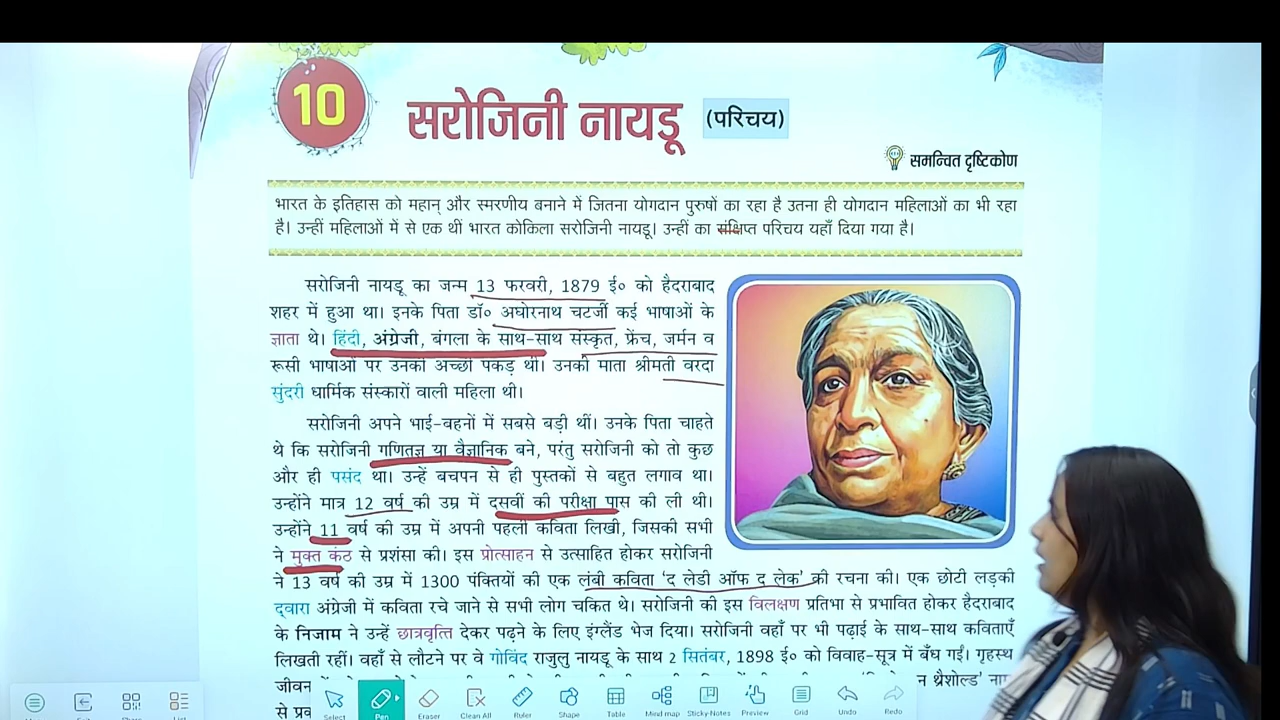 10
सरोजिनी नायडू (परिचय)
समन्वित दृष्टिकोण
भारत के इतिहास को महान् और स्मरणीय बनाने में जितना योगदान पुरुषों का रहा है उतना ही योगदान महिलाओं का भी रहा
है। उन्हीं महिलाओं में से एक थीं भारत कोकिला सरोजिनी नायडू। उन्हीं का संक्षिप्त परिचय यहाँ दिया गया है।
सरोजिनी नायडू का जन्म 13 फरवरी, 1879 ई० को हैदराबाद
शहर में हुआ था। इनके पिता डॉ० अघोरनाथ चटर्जी कई भाषाओं के
ज्ञाता थे। हिंदी, अंग्रेजी, बंगला के साथ-साथ संस्कृत, फ्रेंच, जर्मन व
रूसी भाषाओं पर उनकी अच्छी पकड़ थी। उनकी माता श्रीमती वरदा
सुंदरी धार्मिक संस्कारों वाली महिला थी।
सरोजिनी अपने भाई-बहनों में सबसे बड़ी थीं। उनके पिता चाहते
थे कि सरोजिनी गणितज्ञ या वैज्ञानिक बने, परंतु सरोजिनी को तो कुछ
और ही पसंद था। उन्हें बचपन से ही पुस्तकों से बहुत लगाव था।
उन्होंने मात्र 12 वर्ष की उम्र में दसवीं की परीक्षा पास की ली थी।
उन्होंने 11 वर्ष की उम्र में अपनी पहली कविता लिखी, जिसकी सभी
ने मुक्त कंठ से प्रशंसा की। इस प्रोत्साहन से उत्साहित होकर सरोजिनी
ने 13 वर्ष की उम्र में 1300 पंक्तियों की एक लंबी कविता 'द लेडी ऑफ द लेक' की रचना की। एक छोटी लड़की
द्वारा अंग्रेजी में कविता रचे जाने से सभी लोग चकित थे। सरोजिनी की इस विलक्षण प्रतिभा से प्रभावित होकर हैदराबाद
के निजाम ने उन्हें छात्रवृत्ति देकर पढ़ने के लिए इंग्लैंड भेज दिया। सरोजिनी वहाँ पर भी पढ़ाई के साथ-साथ कविताएँ
लिखती रहीं। वहाँ से लौटने पर वे गोविंद राजुलु नायडू के साथ 2 सितंबर, 1898 ई० को विवाह-सूत्र में बँध गईं। गृहस्थ
जीवन न थ्रैशोल्ड'
से
Select Pen Eraser Clean All Ruler Shape Table Mind map Sticky-Notes Preview Grid Undo Redo